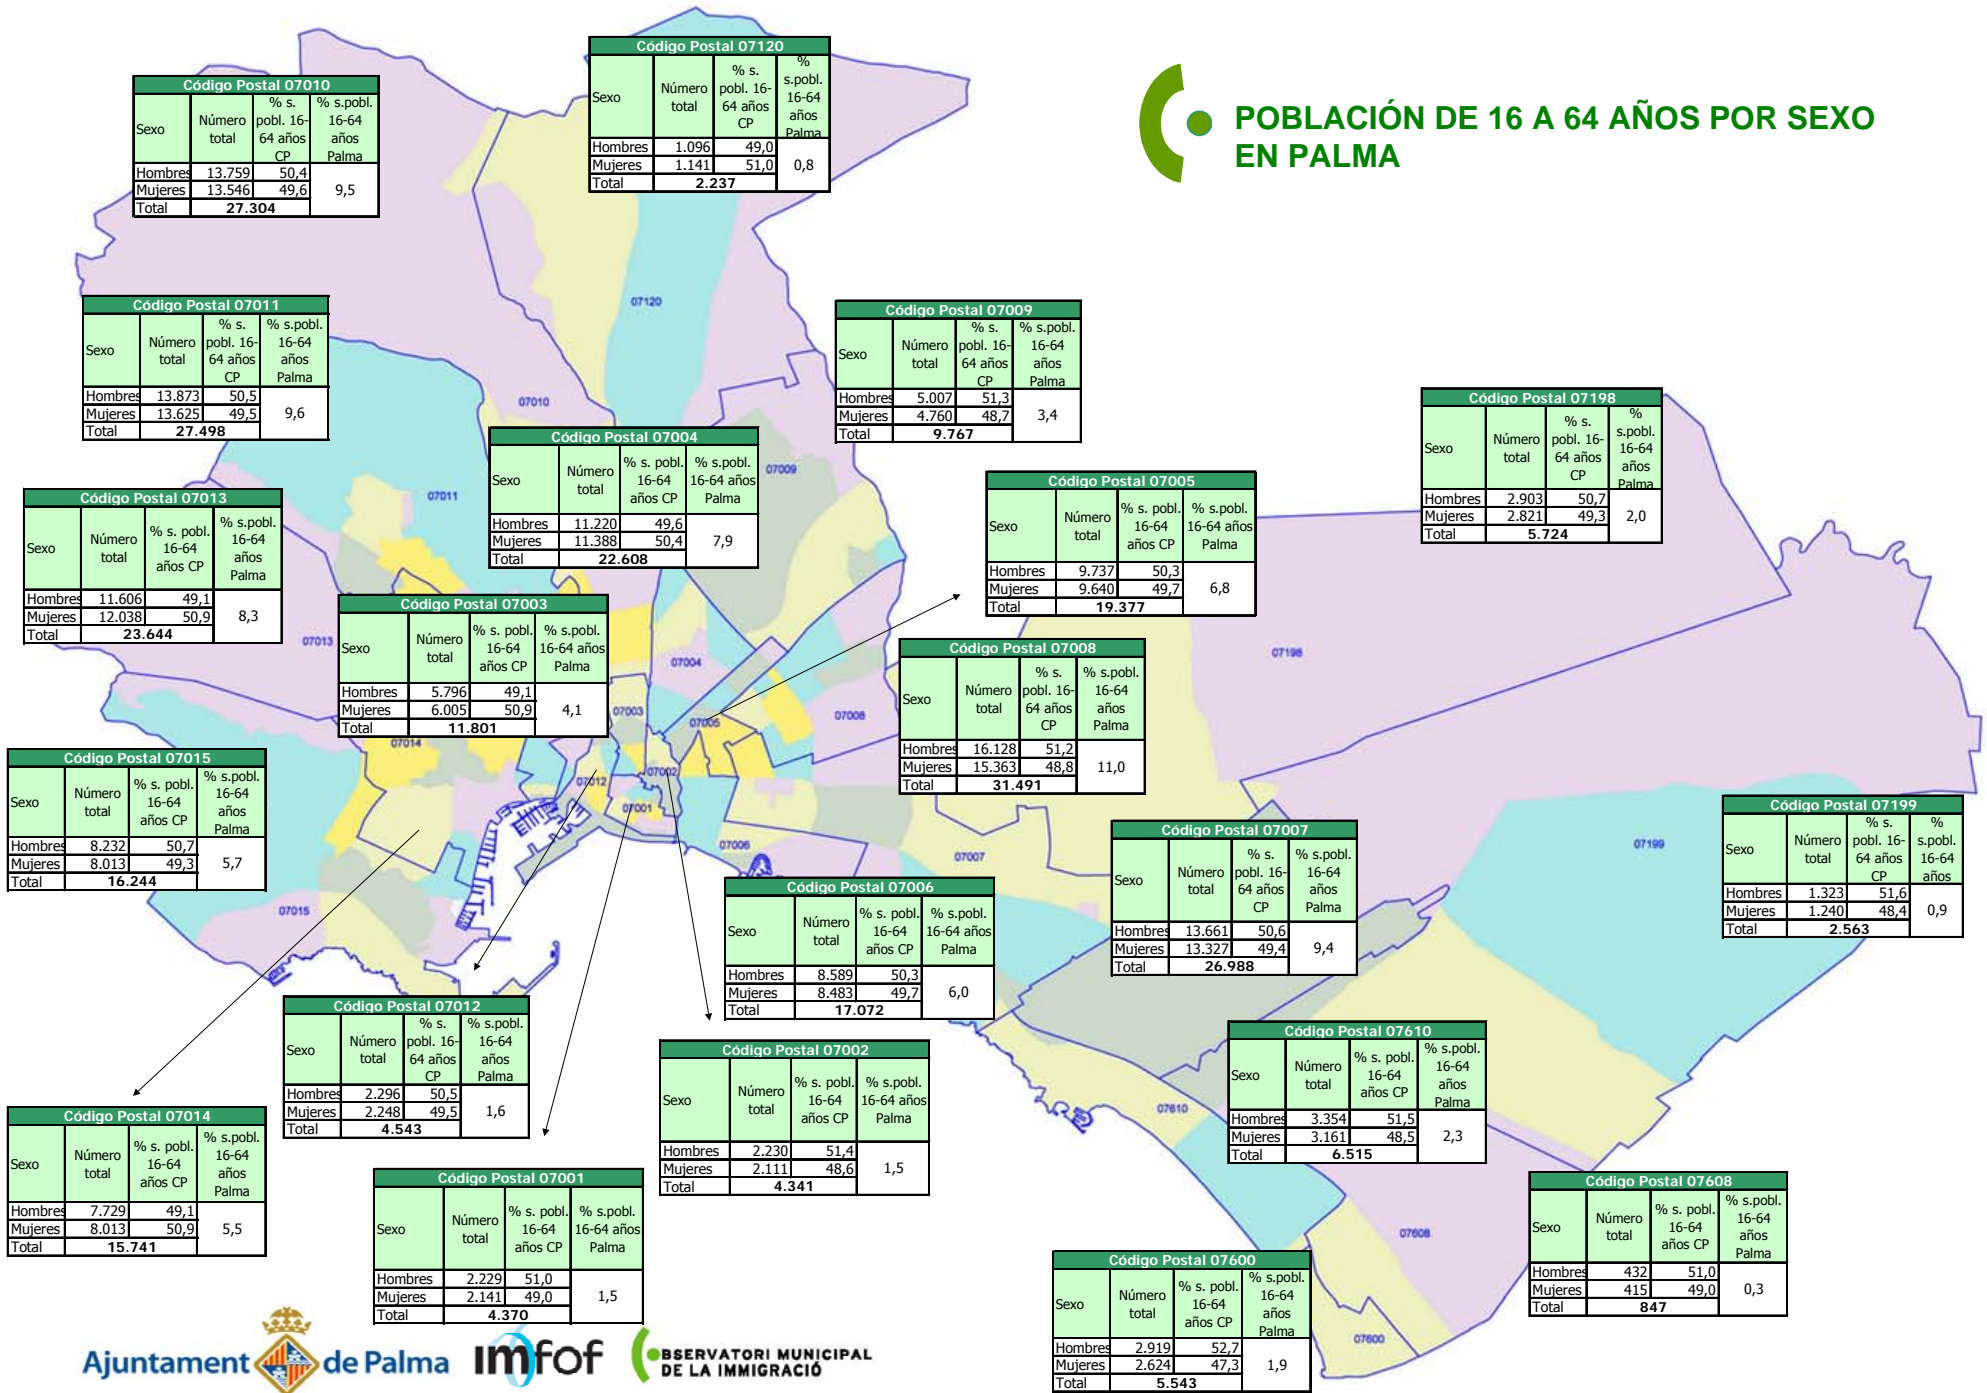 POBLACIÓN DE 16 A 64 AÑOS POR SEXO
EN PALMA
Código Postal 07120
Sexo Número total % s. pobl. 16-64 años CP % s.pobl. 16-64 años Palma
Hombres 1.096 49,0 0,8
Mujeres 1.141 51,0
Total 2.237
Código Postal 07010
Sexo Número total % s. pobl. 16-64 años CP % s.pobl. 16-64 años Palma
Hombres 13.759 50,4 9,5
Mujeres 13.546 49,6
Total 27.304
Código Postal 07011
Sexo Número total % s. pobl. 16-64 años CP % s.pobl. 16-64 años Palma
Hombres 13.873 50,5 9,6
Mujeres 13.625 49,5
Total 27.498
Código Postal 07009
Sexo Número total % s. pobl. 16-64 años CP % s.pobl. 16-64 años Palma
Hombres 5.007 51,3 3,4
Mujeres 4.760 48,7
Total 9.767
Código Postal 07198
Sexo Número total % s. pobl. 16-64 años CP % s.pobl. 16-64 años Palma
Hombres 2.903 50,7 2,0
Mujeres 2.821 49,3
Total 5.724
Código Postal 07004
Sexo Número total % s. pobl. 16-64 años CP % s.pobl. 16-64 años Palma
Hombres 11.220 49,6 7,9
Mujeres 11.388 50,4
Total 22.608
Código Postal 07005
Sexo Número total % s. pobl. 16-64 años CP % s.pobl. 16-64 años Palma
Hombres 9.737 50,3 6,8
Mujeres 9.640 49,7
Total 19.377
Código Postal 07013
Sexo Número total % s. pobl. 16-64 años CP % s.pobl. 16-64 años Palma
Hombres 11.606 49,1 8,3
Mujeres 12.038 50,9
Total 23.644
Código Postal 07003
Sexo Número total % s. pobl. 16-64 años CP % s.pobl. 16-64 años Palma
Hombres 5.796 49,1 4,1
Mujeres 6.005 50,9
Total 11.801
Código Postal 07008
Sexo Número total % s. pobl. 16-64 años CP % s.pobl. 16-64 años Palma
Hombres 16.128 51,2 11,0
Mujeres 15.363 48,8
Total 31.491
Código Postal 07015
Sexo Número total % s. pobl. 16-64 años CP % s.pobl. 16-64 años Palma
Hombres 8.232 50,7 5,7
Mujeres 8.013 49,3
Total 16.244
Código Postal 07199
Sexo Número total % s. pobl. 16-64 años CP % s.pobl. 16-64 años
Hombres 1.323 51,6 0,9
Mujeres 1.240 48,4
Total 2.563
Código Postal 07007
Sexo Número total % s. pobl. 16-64 años CP % s.pobl. 16-64 años Palma
Hombres 13.661 50,6 9,4
Mujeres 13.327 49,4
Total 26.988
Código Postal 07006
Sexo Número total % s. pobl. 16-64 años CP % s.pobl. 16-64 años Palma
Hombres 8.589 50,3 6,0
Mujeres 8.483 49,7
Total 17.072
Código Postal 07012
Sexo Número total % s. pobl. 16-64 años CP % s.pobl. 16-64 años Palma
Hombres 2.296 50,5 1,6
Mujeres 2.248 49,5
Total 4.543
Código Postal 07002
Sexo Número total % s. pobl. 16-64 años CP % s.pobl. 16-64 años Palma
Hombres 2.230 51,4 1,5
Mujeres 2.111 48,6
Total 4.341
Código Postal 07610
Sexo Número total % s. pobl. 16-64 años CP % s.pobl. 16-64 años Palma
Hombres 3.354 51,5 2,3
Mujeres 3.161 48,5
Total 6.515
Código Postal 07014
Sexo Número total % s. pobl. 16-64 años CP % s.pobl. 16-64 años Palma
Hombres 7.729 49,1 5,5
Mujeres 8.013 50,9
Total 15.741
Código Postal 07001
Sexo Número total % s. pobl. 16-64 años CP % s.pobl. 16-64 años Palma
Hombres 2.229 51,0 1,5
Mujeres 2.141 49,0
Total 4.370
Código Postal 07608
Sexo Número total % s. pobl. 16-64 años CP % s.pobl. 16-64 años Palma
Hombres 432 51,0 0,3
Mujeres 415 49,0
Total 847
Código Postal 07600
Sexo Número total % s. pobl. 16-64 años CP % s.pobl. 16-64 años Palma
Hombres 2.919 52,7 1,9
Mujeres 2.624 47,3
Total 5.543
07120
07010
07009
07011
07013
07004
07198
07003
07005
07008
07014
07002
07012
07001
07006
07007
07199
07015
07610
07608
07600
Ajuntament de Palma
imfof
OBSERVATORI MUNICIPAL
DE LA IMMIGRACIÓ